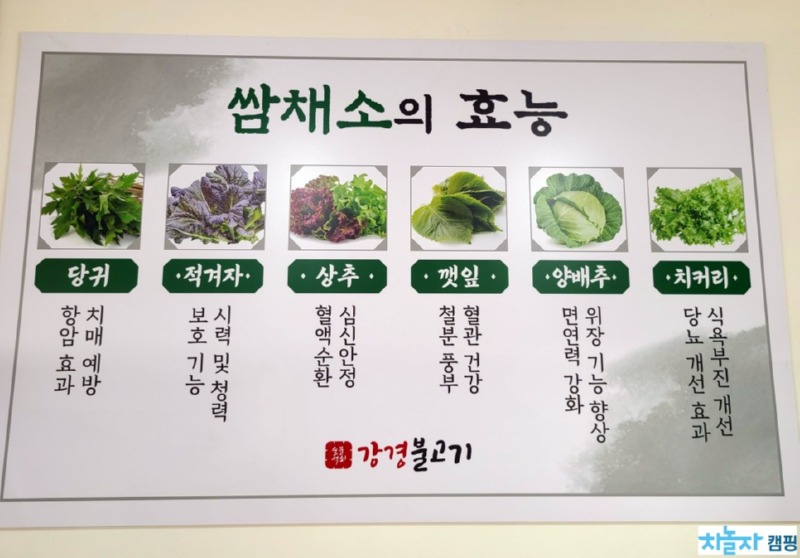 쌈채소의 효능
당귀
치매 예방
항암 효과
·적겨자·
시력 및 청력
보호 기능
·상추·
심신안정
혈액순환
·깻잎·
혈관 건강
철분 풍부
·양배추·
위장 기능 향상
면연력 강화
·치커리·
식욕부진 개선
당뇨 개선 효과
강경불고기
차놀자 캠핑